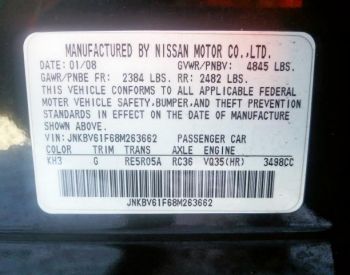 MANUFACTURED BY NISSAN MOTOR CO.,LTD.
DATE: 01/08 GVWR/PNBV: 4845 LBS.
GAWR/PNBE FR: 2384 LBS. RR: 2482 LBS.
THIS VEHICLE CONFORMS TO ALL APPLICABLE FEDERAL
MOTOR VEHICLE SAFETY,BUMPER,AND THEFT PREVENTION
STANDARDS IN EFFECT ON THE DATE OF MANUFACTURE
SHOWN ABOVE.
VIN: JNKBV61F68M263662 PASSENGER CAR
COLOR TRIM TRANS AXLE ENGINE
KH3 G RE5R05A RC36 VQ35(HR) 3498CC
JNKBV61F68M263662